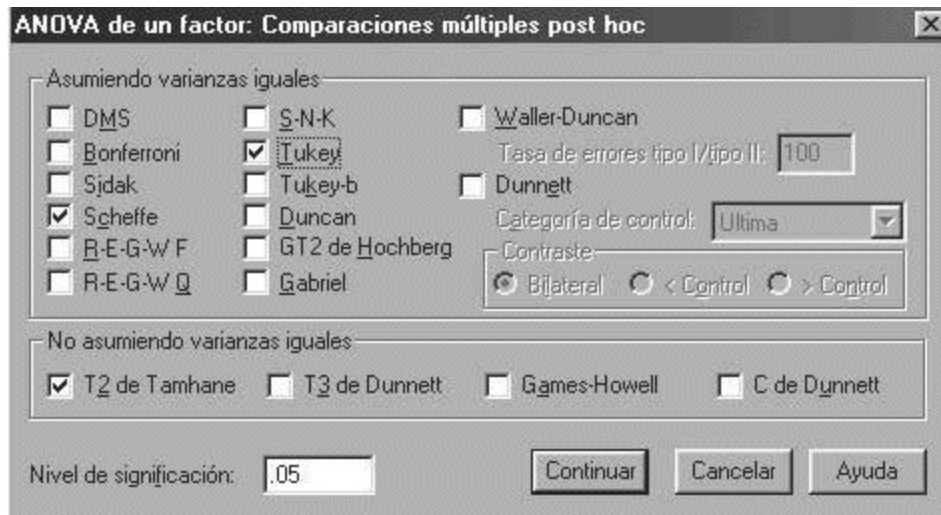 ANOVA de un factor: Comparaciones múltiples post hoc
Asumiendo varianzas iguales
DMS
S-N-K
Waller-Duncan
Bonferroni
Tukey
Tasa de errores tipo I/tipo II: 100
Sidak
Tukey-b
Dunnett
Scheffe
Duncan
Categoría de control: Ultima
R-E-G-W F
GT2 de Hochberg
Contraste
R-E-G-W Q
Gabriel
Bilateral < Control > Control
No asumiendo varianzas iguales
T2 de Tamhane T3 de Dunnett Games-Howell C de Dunnett
Nivel de significación: .05 Continuar Cancelar Ayuda